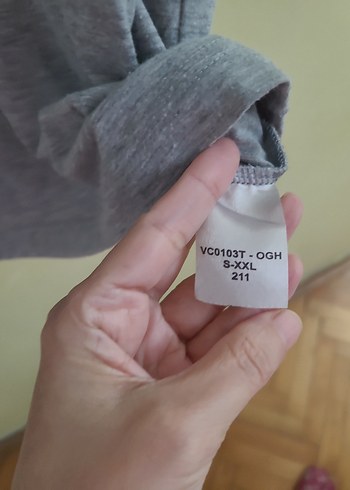 VC0103T - OGH
S-XXL
211